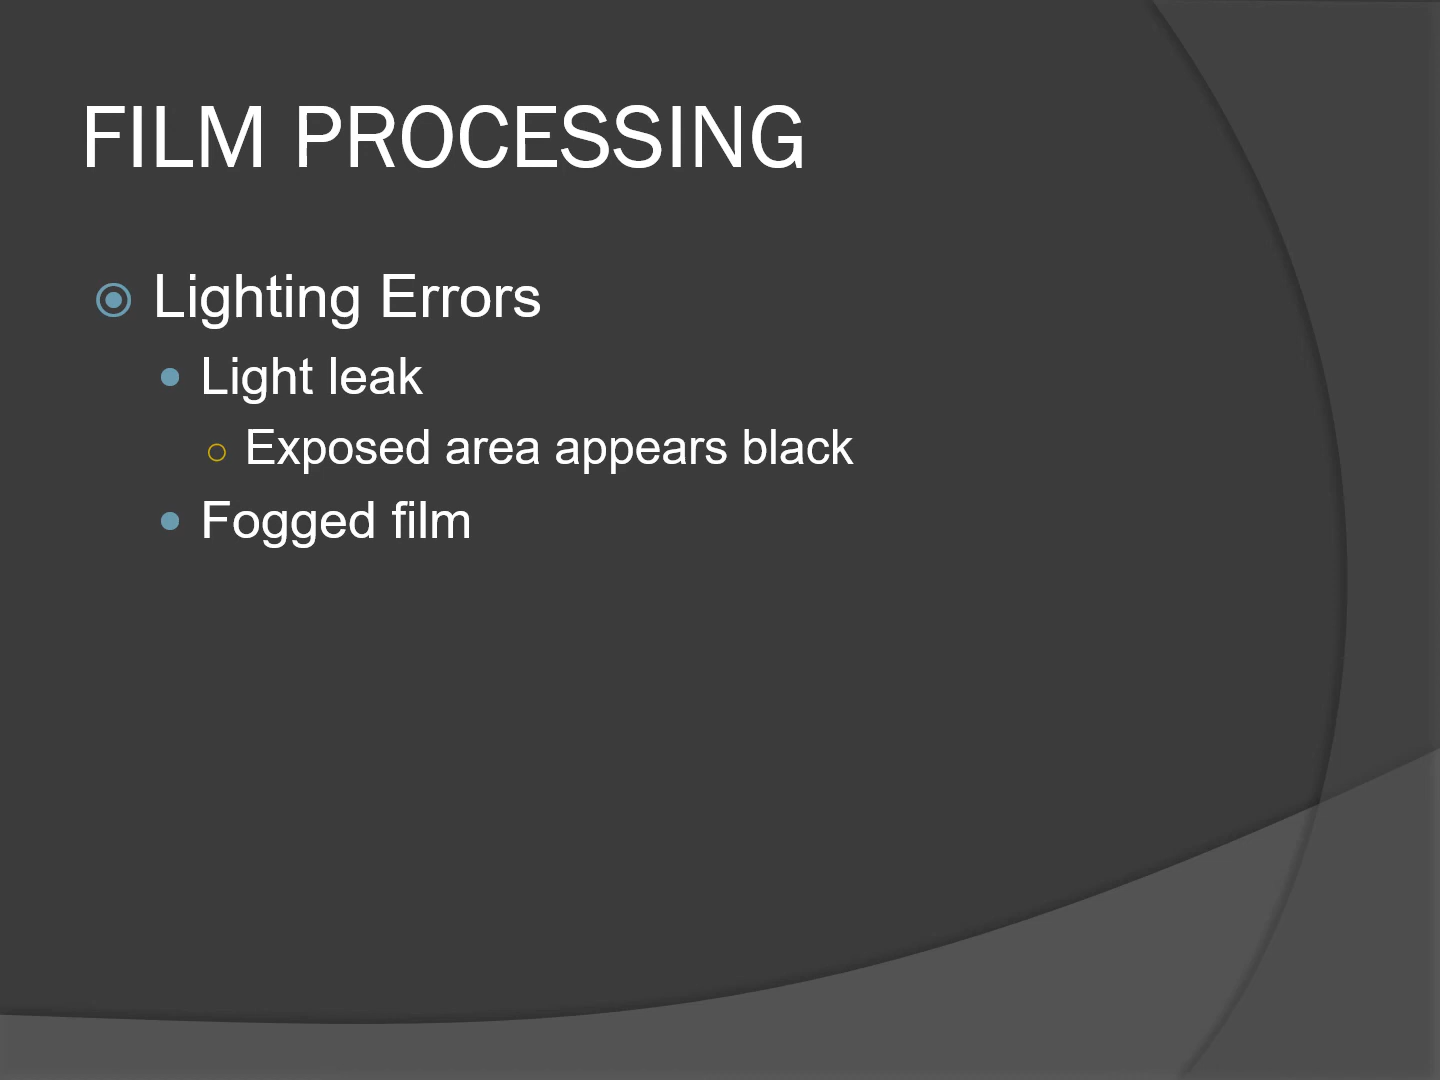 FILM PROCESSING
Lighting Errors
Light leak
Exposed area appears black
Fogged film